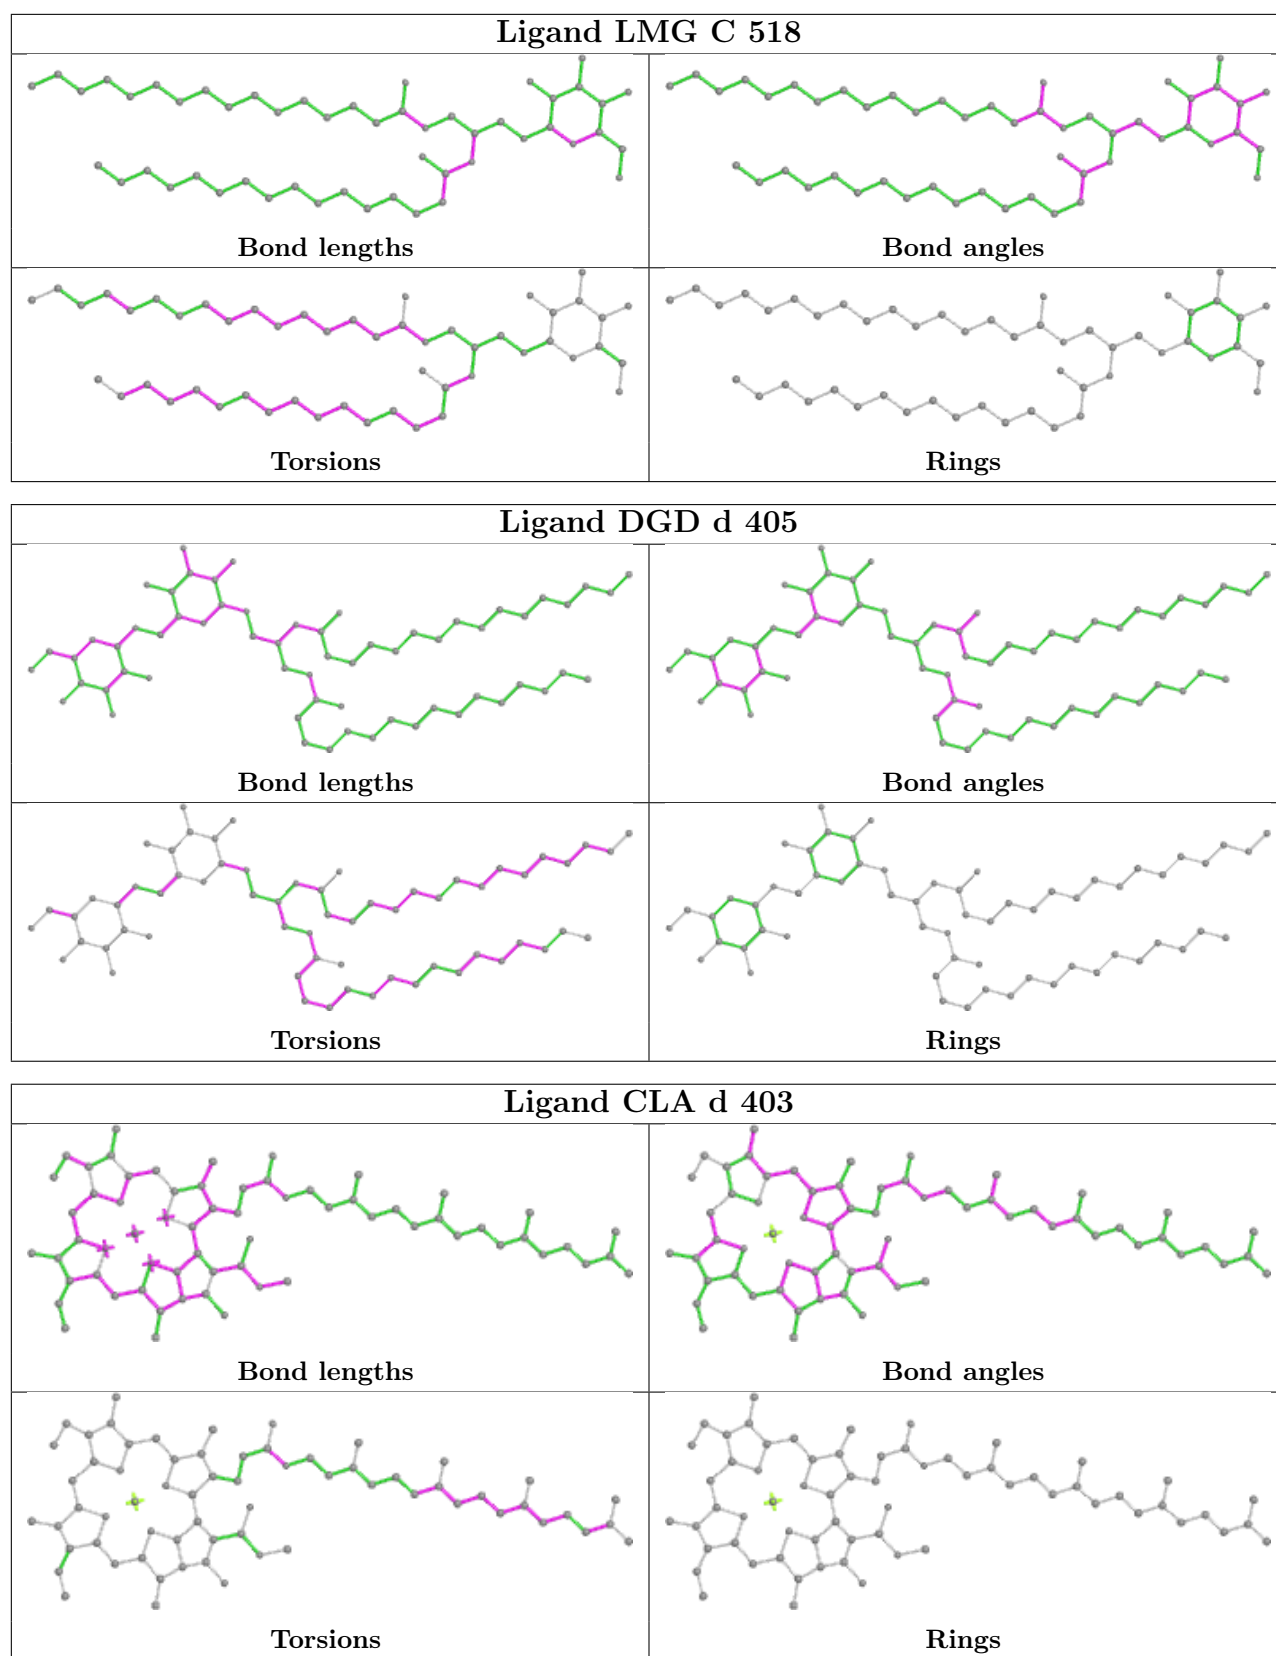 Ligand LMG C 518
Bond lengths
Bond angles
Torsions
Rings
Ligand DGD d 405
Bond lengths
Bond angles
Torsions
Rings
Ligand CLA d 403
Bond lengths
Bond angles
Torsions
Rings